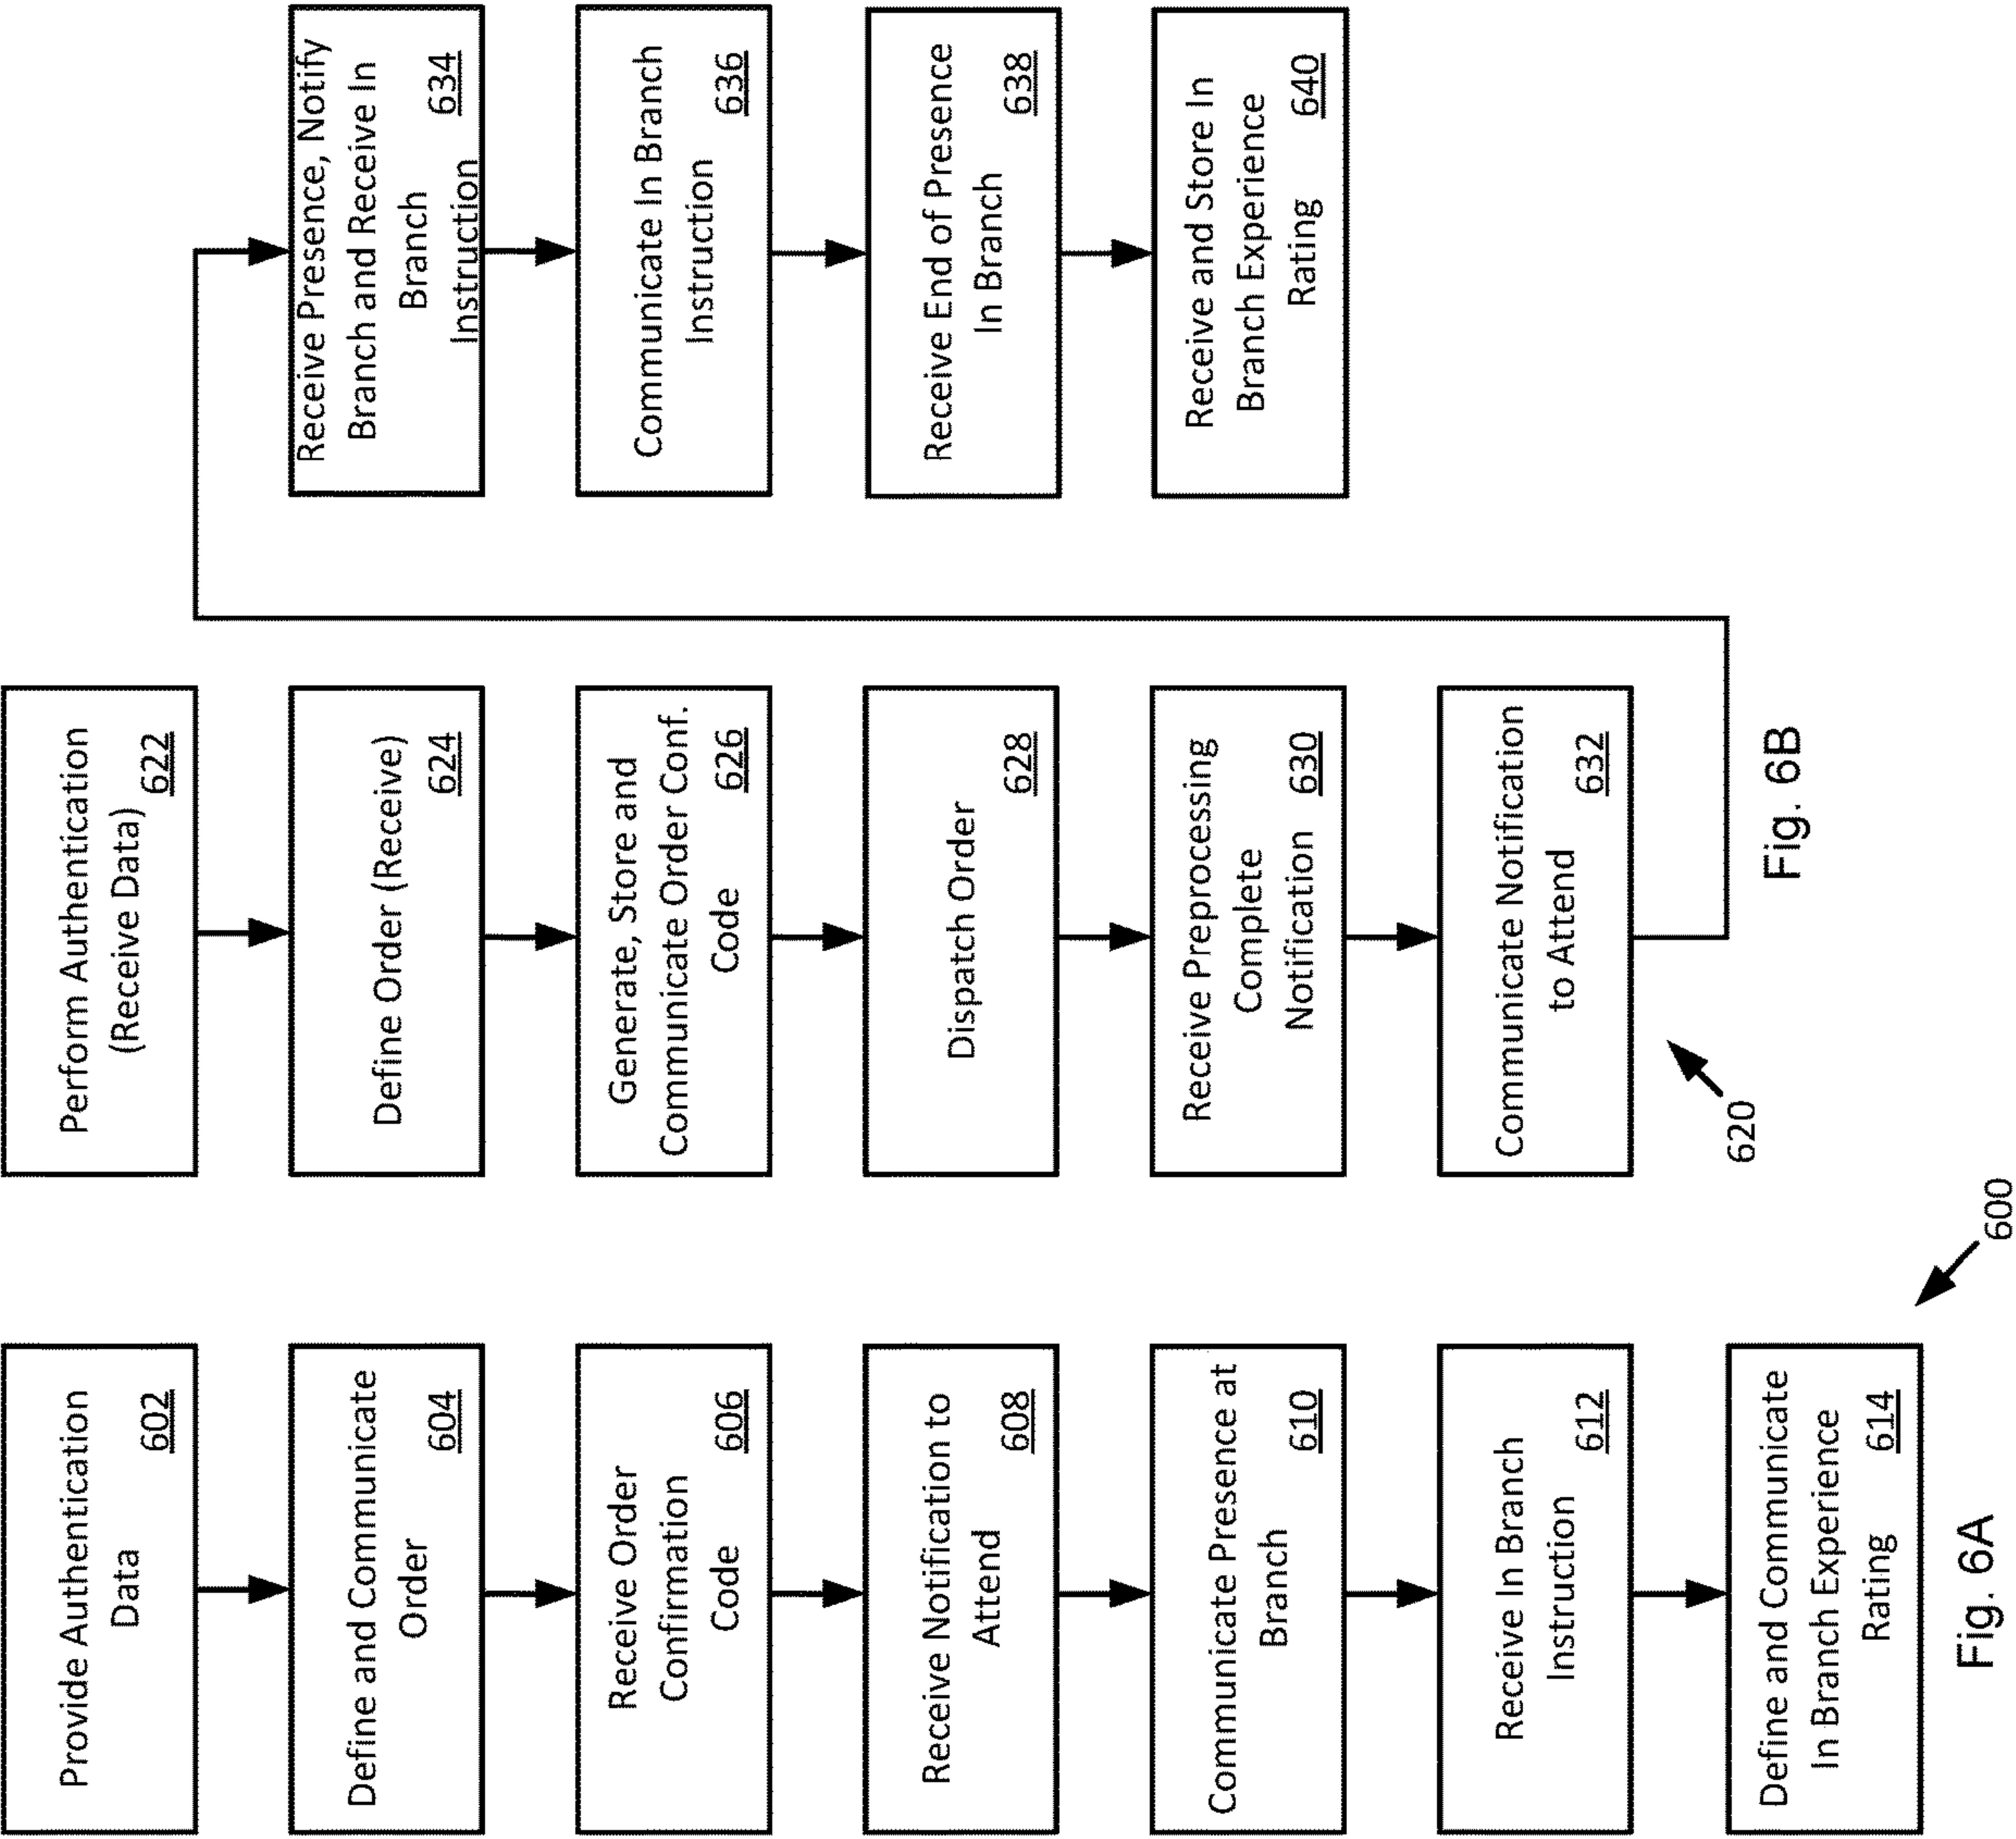 Provide Authentication
Data
602
Define and Communicate
Order
604
Receive Order
Confirmation
Code
606
Receive Notification to
Attend
608
Communicate Presence at
Branch
610
Receive In Branch
Instruction
612
Define and Communicate
In Branch Experience
Rating
614
600
Fig. 6A
Perform Authentication
(Receive Data)
622
Define Order (Receive)
624
Generate, Store and
Communicate Order Conf.
Code
626
Dispatch Order
628
Receive Preprocessing
Complete
Notification
630
Communicate Notification
to Attend
632
620
Receive Presence, Notify
Branch and Receive In
Branch
Instruction
634
Communicate In Branch
Instruction
636
Receive End of Presence
In Branch
638
Receive and Store In
Branch Experience
Rating
640
Fig. 6B